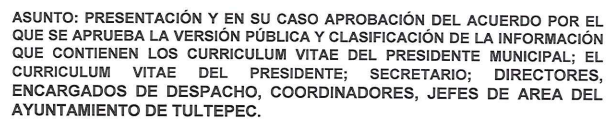 ASUNTO: PRESENTACIÓN Y EN SU CASO APROBACIÓN DEL ACUERDO POR EL
QUE SE APRUEBA LA VERSIÓN PÚBLICA Y CLASIFICACIÓN DE LA INFORMACIÓN
QUE CONTIENEN LOS CURRICULUM VITAE DEL PRESIDENTE MUNICIPAL; EL
CURRICULUM VITAE DEL PRESIDENTE; SECRETARIO; DIRECTORES,
ENCARGADOS DE DESPACHO, COORDINADORES, JEFES DE AREA DEL
AYUNTAMIENTO DE TULTEPEC.